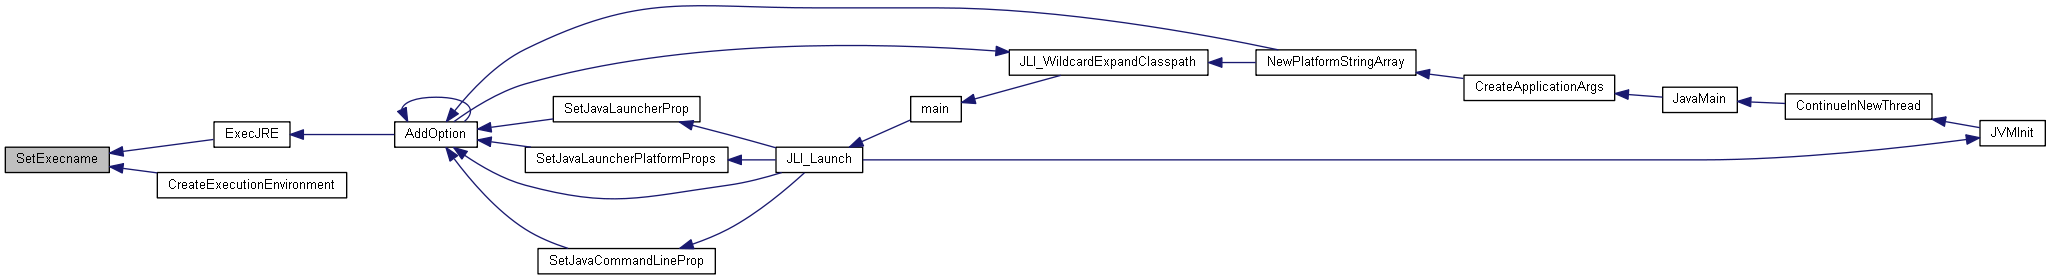 SetExecname
ExecJRE
CreateExecutionEnvironment
AddOption
SetJavaLauncherProp
SetJavaLauncherPlatformProps
SetJavaCommandLineProp
JLI_Launch
main
JLI_WildcardExpandClasspath
NewPlatformStringArray
CreateApplicationArgs
JavaMain
ContinueInNewThread
JVMInit